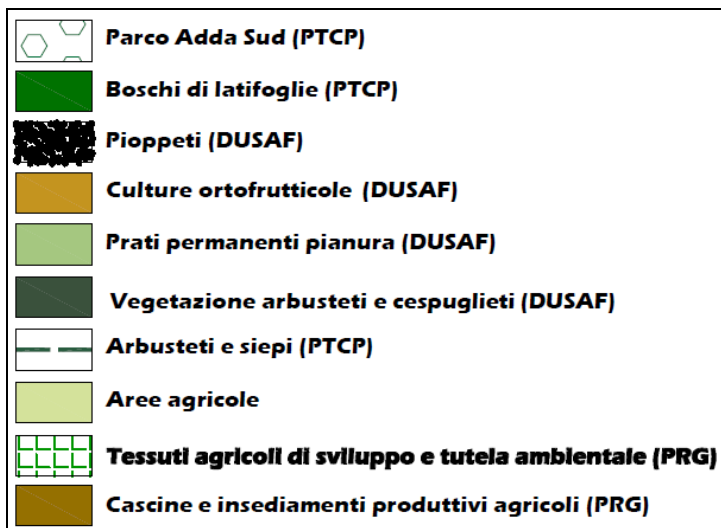 Parco Adda Sud (PTCP)
Boschi di latifoglie (PTCP)
Pioppeti (DUSAF)
Culture ortofrutticole (DUSAF)
Prati permanenti pianura (DUSAF)
Vegetazione arbusteti e cespuglieti (DUSAF)
Arbusteti e siepi (PTCP)
Aree agricole
Tessuti agricoli di sviluppo e tutela ambientale (PRG)
Cascine e insediamenti produttivi agricoli (PRG)